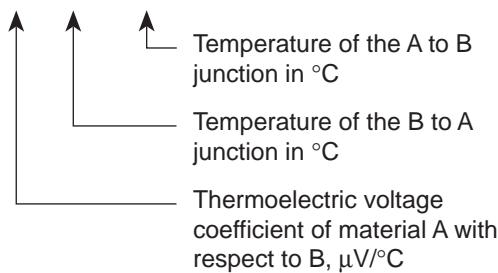 Temperature of the A to B
junction in °C
Temperature of the B to A
junction in °C
Thermoelectric voltage
coefficient of material A with
respect to B, μV/°C